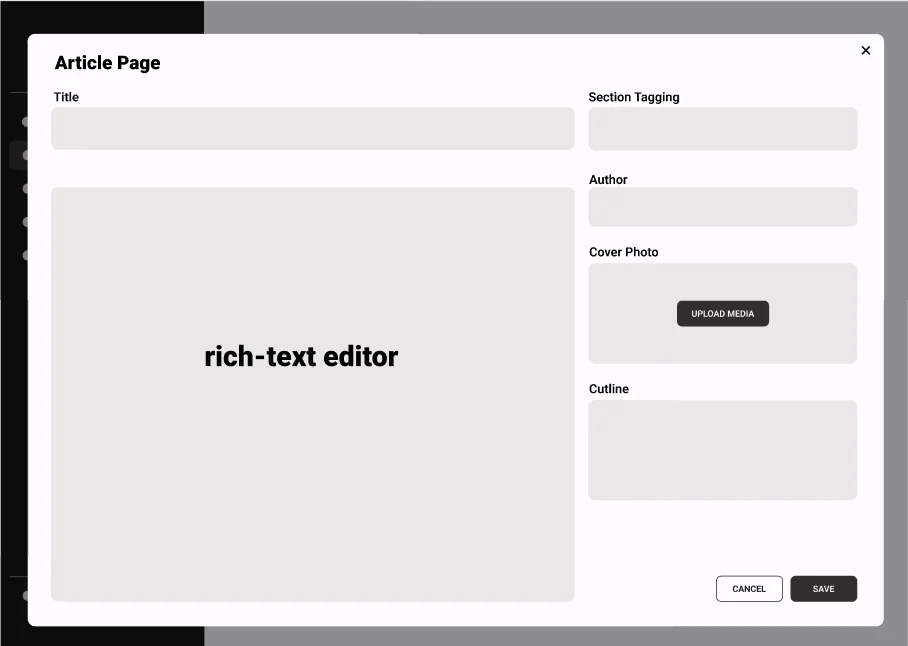 Article Page
Title
Section Tagging
Author
Cover Photo
UPLOAD MEDIA
rich-text editor
Cutline
CANCEL
SAVE